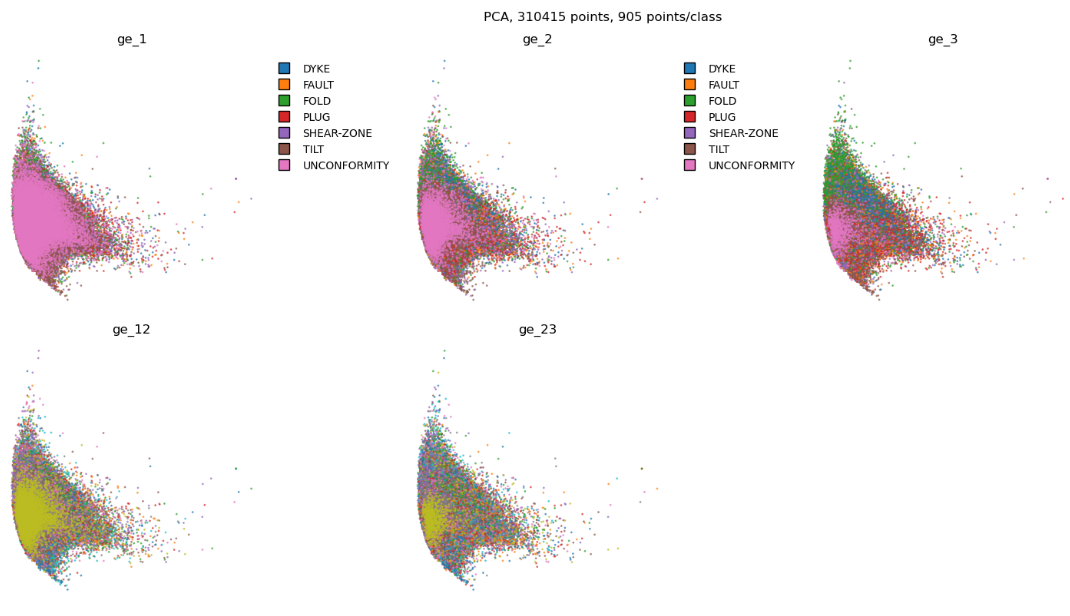 PCA, 310415 points, 905 points/class
ge_1
DYKE
FAULT
FOLD
PLUG
SHEAR-ZONE
TILT
UNCONFORMITY
ge_2
DYKE
FAULT
FOLD
PLUG
SHEAR-ZONE
TILT
UNCONFORMITY
ge_3
ge_12
ge_23